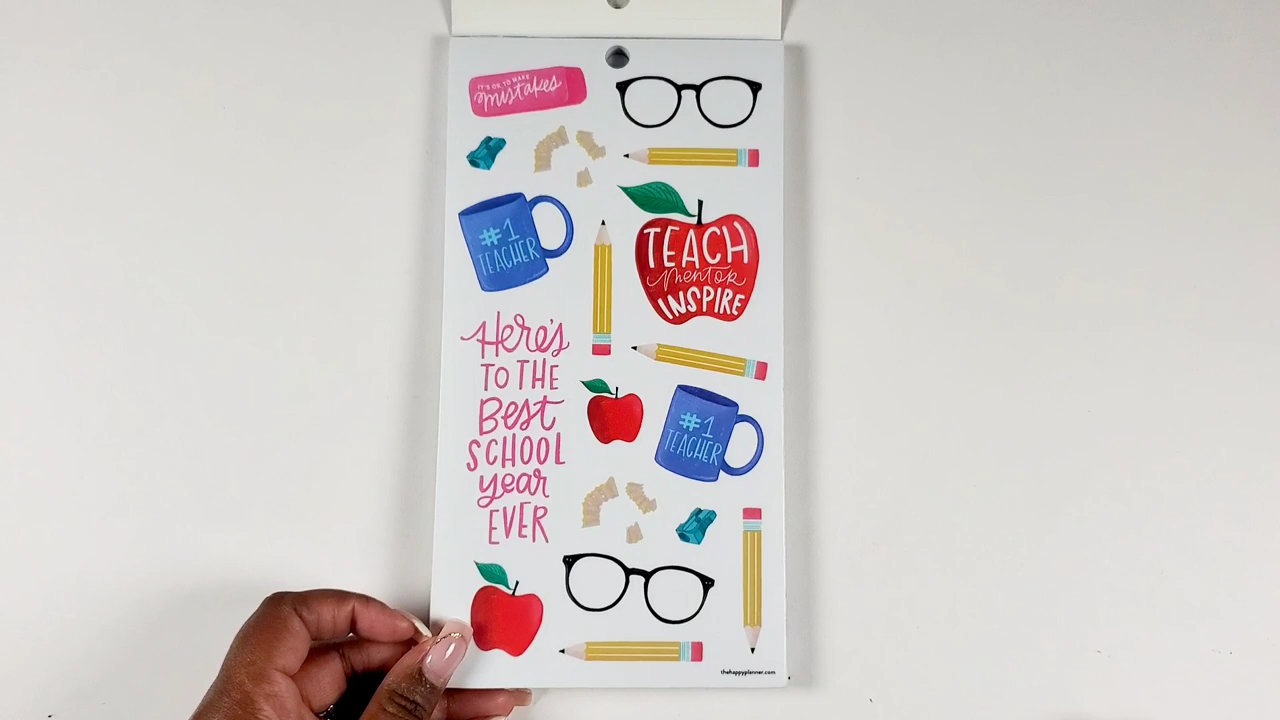 IT'S OK TO MAKE
mistakes
#1
TEACHER
TEACH
mentor
INSPIRE
Here's
TO THE
Best
SCHOOL
year
EVER
#1
TEACHER
thehappyplanner.com